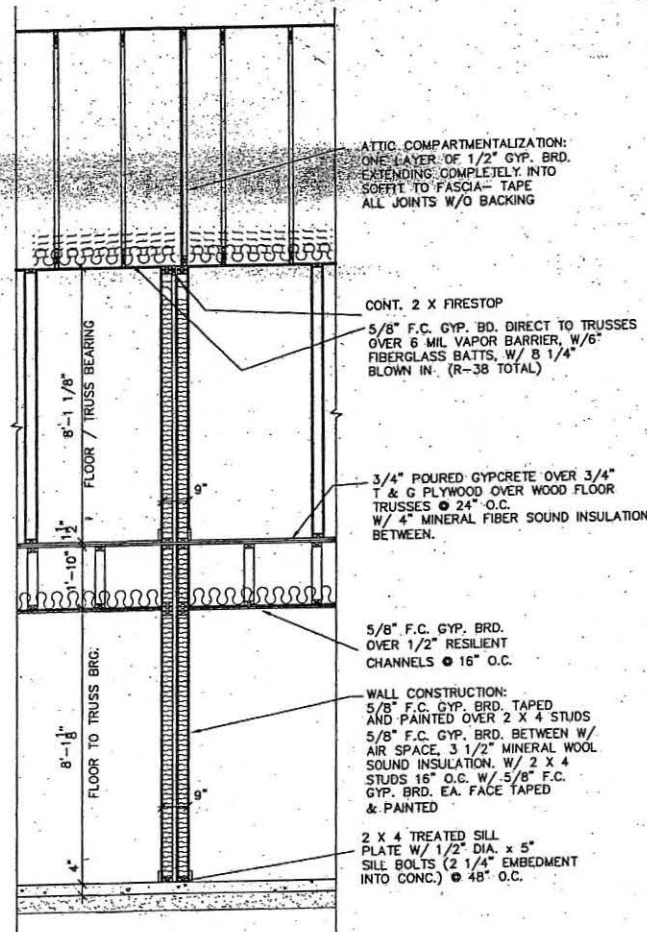 ATTIC COMPARTMENTALIZATION:
ONE LAYER OF 1/2" GYP. BRD.
EXTENDING COMPLETELY INTO
SOFFIT TO FASCIA- TAPE
ALL JOINTS W/O BACKING
CONT. 2 X FIRESTOP
5/8" F.C. GYP. BD. DIRECT TO TRUSSES
OVER 6 MIL VAPOR BARRIER, W/6"
FIBERGLASS BATTS, W/ 8 1/4"
BLOWN IN (R-38 TOTAL)
8'-1 1/8"
FLOOR / TRUSS BEARING
9"
3/4" POURED GYPCRETE OVER 3/4"
T & G PLYWOOD OVER WOOD FLOOR
TRUSSES @ 24" O.C.
W/ 4" MINERAL FIBER SOUND INSULATION
BETWEEN.
1 1/2"
1'-10"
5/8" F.C. GYP. BRD.
OVER 1/2" RESILIENT
CHANNELS @ 16" O.C.
8'-1 1/8"
FLOOR TO TRUSS BRG.
WALL CONSTRUCTION:
5/8" F.C. GYP. BRD. TAPED
AND PAINTED OVER 2 X 4 STUDS
5/8" F.C. GYP. BRD. BETWEEN W/
AIR SPACE, 3 1/2" MINERAL WOOL
SOUND INSULATION. W/ 2 X 4
STUDS 16" O.C. W/ 5/8" F.C.
GYP. BRD. EA. FACE TAPED
& PAINTED
9"
2 X 4 TREATED SILL
PLATE W/ 1/2" DIA. x 5"
SILL BOLTS (2 1/4" EMBEDMENT
INTO CONC.) @ 48" O.C.
4"